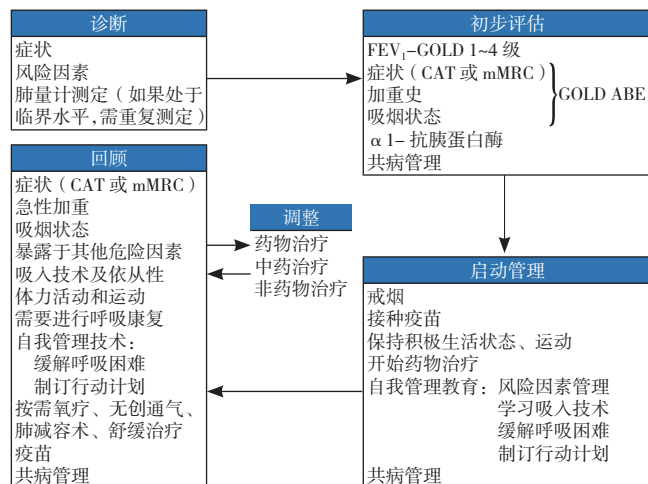 诊断
症状
风险因素
肺量计测定（如果处于
临界水平,需重复测定）
初步评估
FEV₁-GOLD 1~4 级
症状（CAT 或 mMRC）
加重史
吸烟状态
GOLD ABE
α 1- 抗胰蛋白酶
共病管理
回顾
症状（CAT 或 mMRC）
急性加重
吸烟状态
暴露于其他危险因素
吸入技术及依从性
体力活动和运动
需要进行呼吸康复
自我管理技术：
缓解呼吸困难
制订行动计划
按需氧疗、无创通气、
肺减容术、舒缓治疗
疫苗
共病管理
调整
药物治疗
中药治疗
非药物治疗
启动管理
戒烟
接种疫苗
保持积极生活状态、运动
开始药物治疗
自我管理教育：风险因素管理
学习吸入技术
缓解呼吸困难
制订行动计划
共病管理